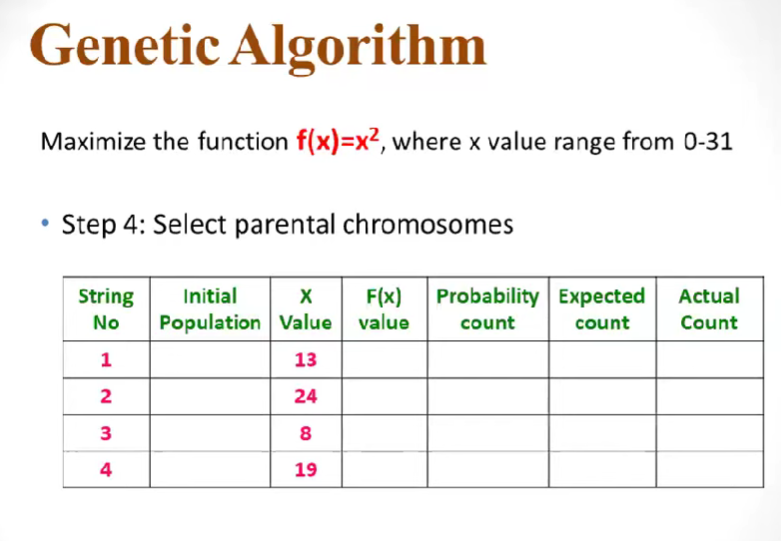 Genetic Algorithm
Maximize the function f(x)=x², where x value range from 0-31
• Step 4: Select parental chromosomes
String No Initial Population X Value F(x) value Probability count Expected count Actual Count
1 13
2 24
3 8
4 19